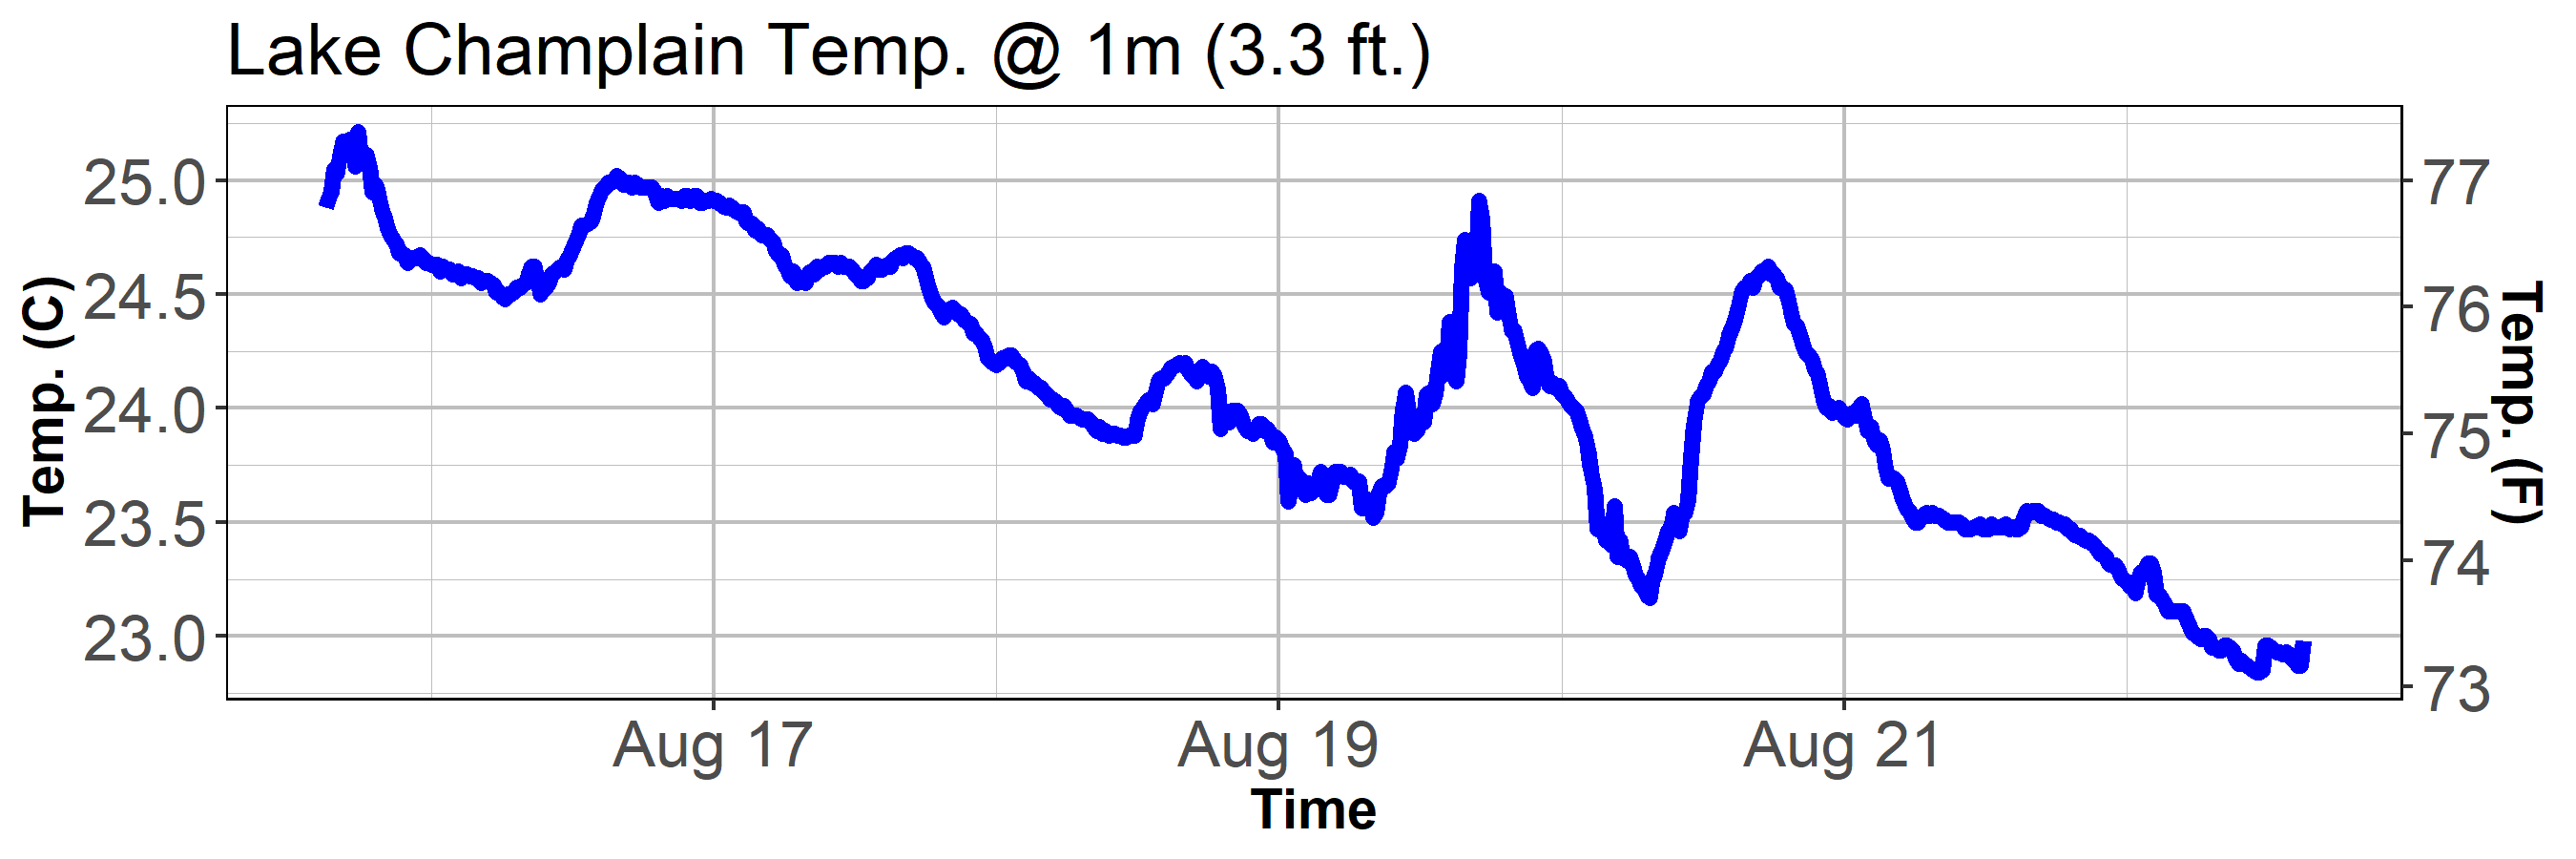 Lake Champlain Temp. @ 1m (3.3 ft.)
Temp. (C)
25.0
24.5
24.0
23.5
23.0
77
76
75
74
73
Temp. (F)
Aug 17
Aug 19
Aug 21
Time